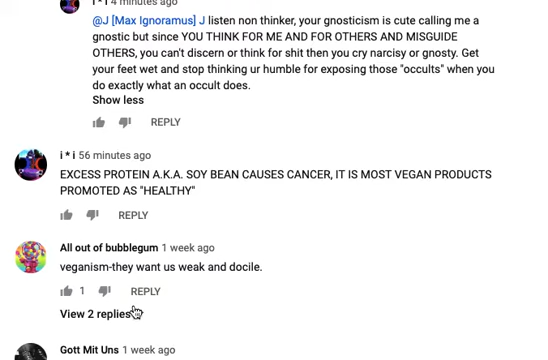 i * i 4 minutes ago
@J [Max Ignoramus] J listen non thinker, your gnosticism is cute calling me a
gnostic but since YOU THINK FOR ME AND FOR OTHERS AND MISGUIDE
OTHERS, you can't discern or think for shit then you cry narcisy or gnosty. Get
your feet wet and stop thinking ur humble for exposing those "occults" when you
do exactly what an occult does.
Show less
REPLY
i * i 56 minutes ago
EXCESS PROTEIN A.K.A. SOY BEAN CAUSES CANCER, IT IS MOST VEGAN PRODUCTS
PROMOTED AS "HEALTHY"
REPLY
All out of bubblegum 1 week ago
veganism-they want us weak and docile.
1 REPLY
View 2 replies
Gott Mit Uns 1 week ago